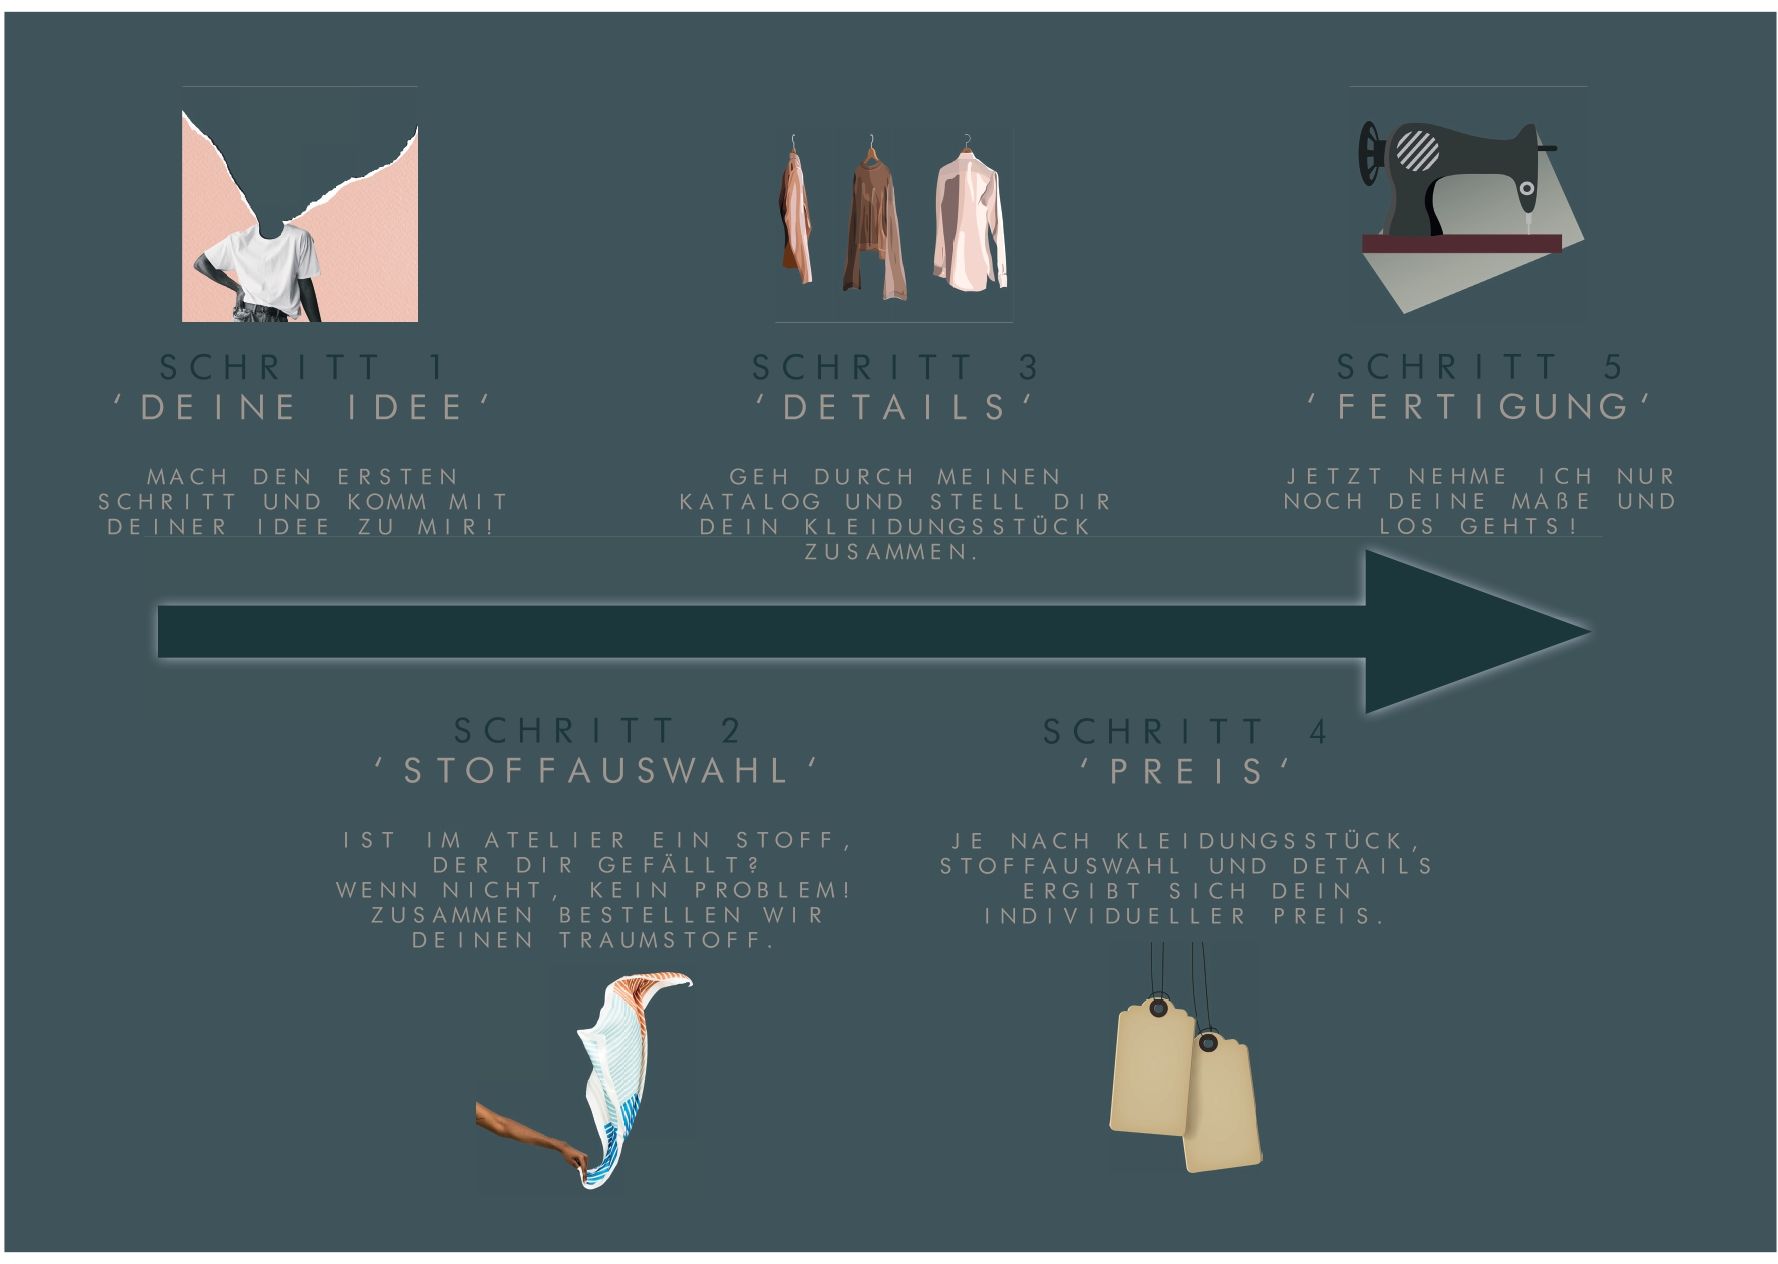 SCHRITT 1
‘DEINE IDEE‘
MACH DEN ERSTEN
SCHRITT UND KOMM MIT
DEINER IDEE ZU MIR!
SCHRITT 2
‘STOFFAUSWAHL‘
IST IM ATELIER EIN STOFF,
DER DIR GEFÄLLT?
WENN NICHT, KEIN PROBLEM!
ZUSAMMEN BESTELLEN WIR
DEINEN TRAUMSTOFF.
SCHRITT 3
‘DETAILS‘
GEH DURCH MEINEN
KATALOG UND STELL DIR
DEIN KLEIDUNGSSTÜCK
ZUSAMMEN.
SCHRITT 4
‘PREIS‘
JE NACH KLEIDUNGSSTÜCK,
STOFFAUSWAHL UND DETAILS
ERGIBT SICH DEIN
INDIVIDUELLER PREIS.
SCHRITT 5
‘FERTIGUNG‘
JETZT NEHME ICH NUR
NOCH DEINE MAßE UND
LOS GEHTS!